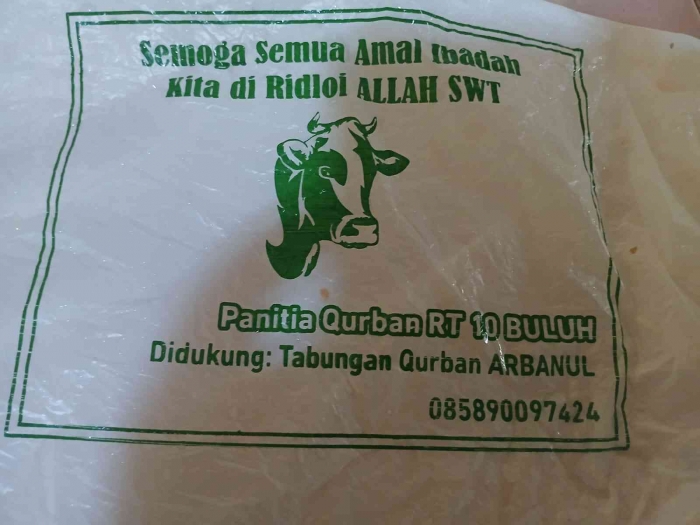 Semoga Semua Amal Ibadah
Kita di Ridloi ALLAH SWT
Panitia Qurban RT 10 BULUH
Didukung: Tabungan Qurban ARBANUL
085890097424